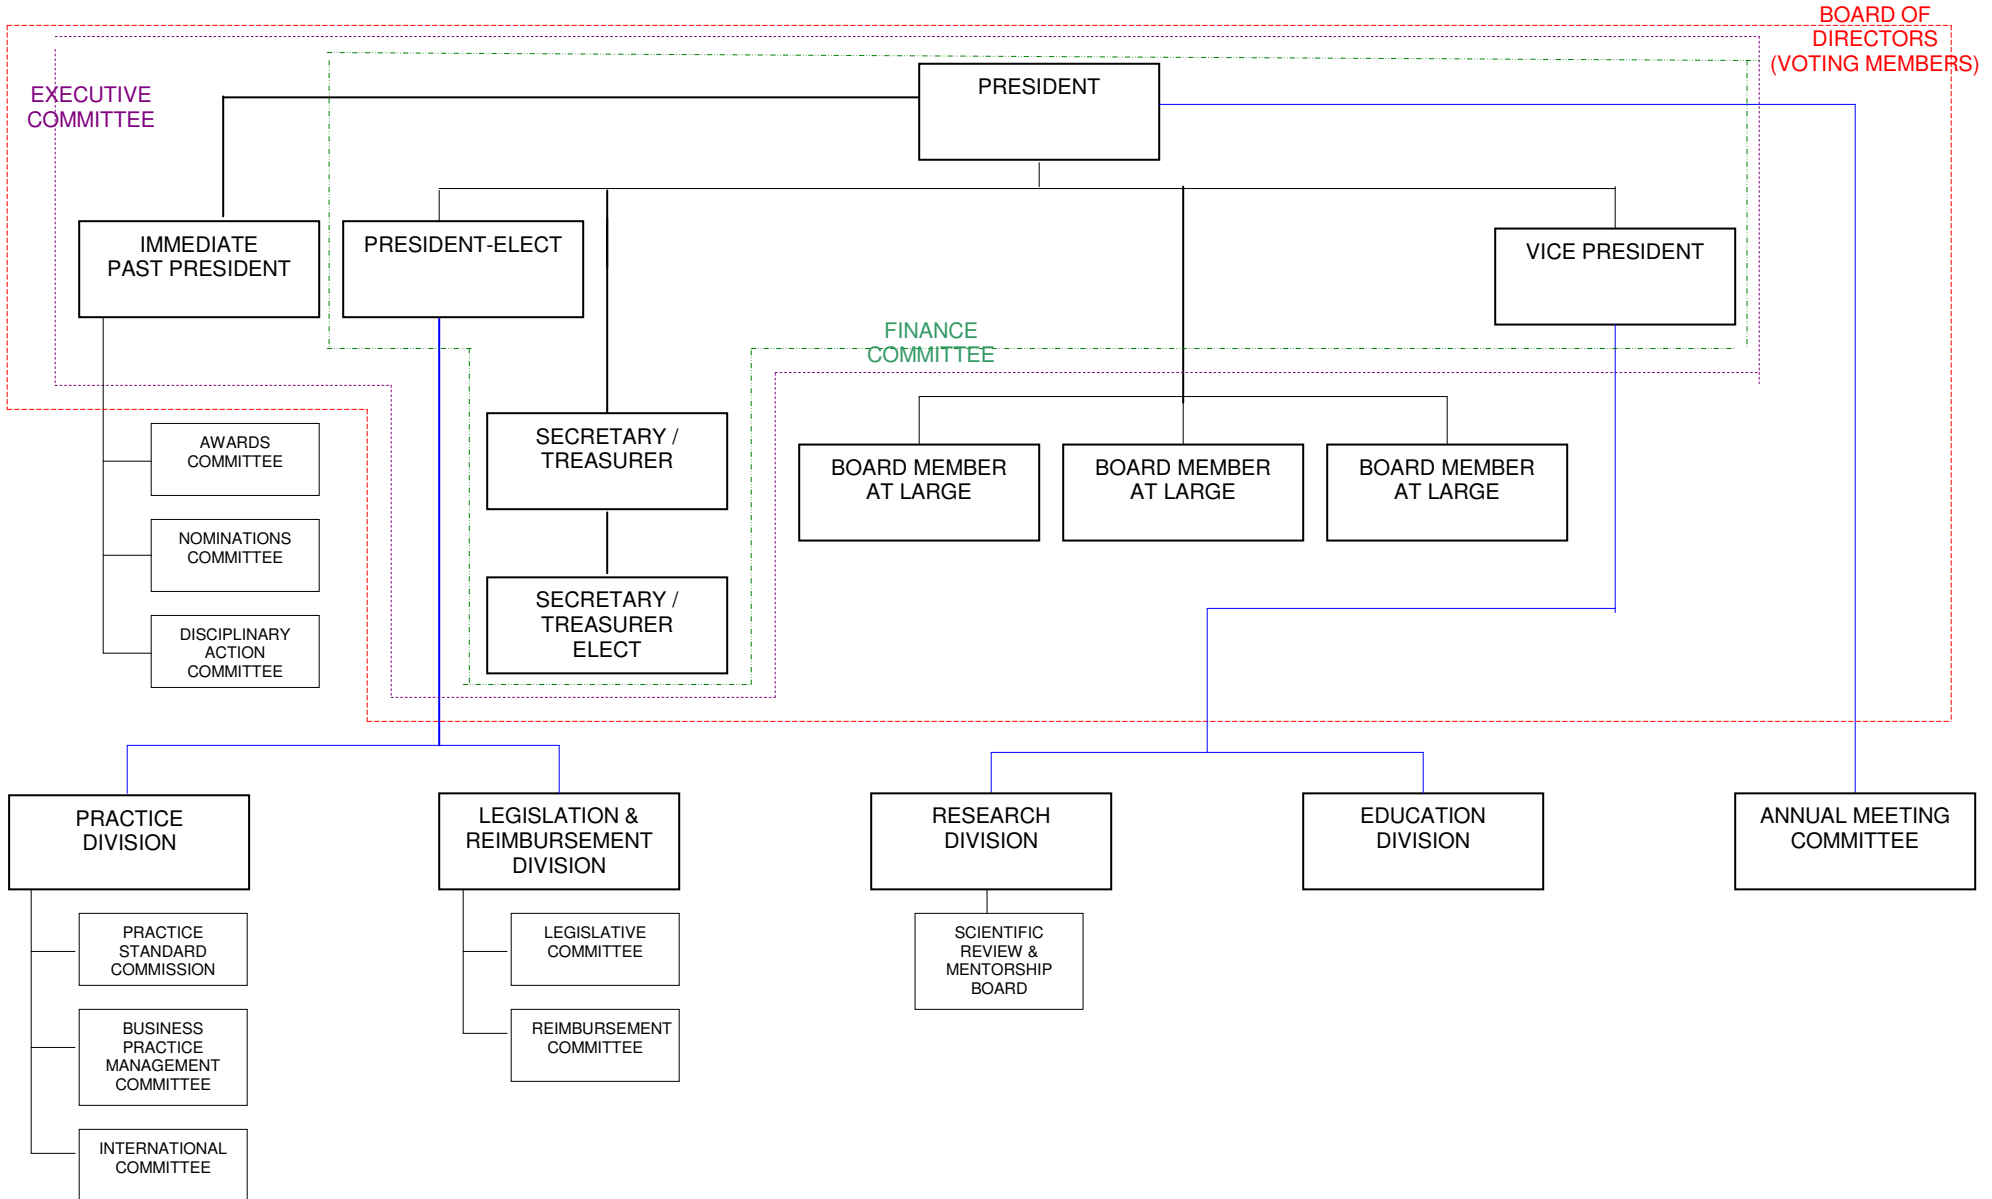 BOARD OF
DIRECTORS
(VOTING MEMBERS)
EXECUTIVE
COMMITTEE
PRESIDENT
IMMEDIATE
PAST PRESIDENT
PRESIDENT-ELECT
VICE PRESIDENT
FINANCE
COMMITTEE
AWARDS
COMMITTEE
NOMINATIONS
COMMITTEE
DISCIPLINARY
ACTION
COMMITTEE
SECRETARY /
TREASURER
SECRETARY /
TREASURER
ELECT
BOARD MEMBER
AT LARGE
BOARD MEMBER
AT LARGE
BOARD MEMBER
AT LARGE
PRACTICE
DIVISION
LEGISLATION &
REIMBURSEMENT
DIVISION
RESEARCH
DIVISION
EDUCATION
DIVISION
ANNUAL MEETING
COMMITTEE
PRACTICE
STANDARD
COMMISSION
BUSINESS
PRACTICE
MANAGEMENT
COMMITTEE
INTERNATIONAL
COMMITTEE
LEGISLATIVE
COMMITTEE
REIMBURSEMENT
COMMITTEE
SCIENTIFIC
REVIEW &
MENTORSHIP
BOARD